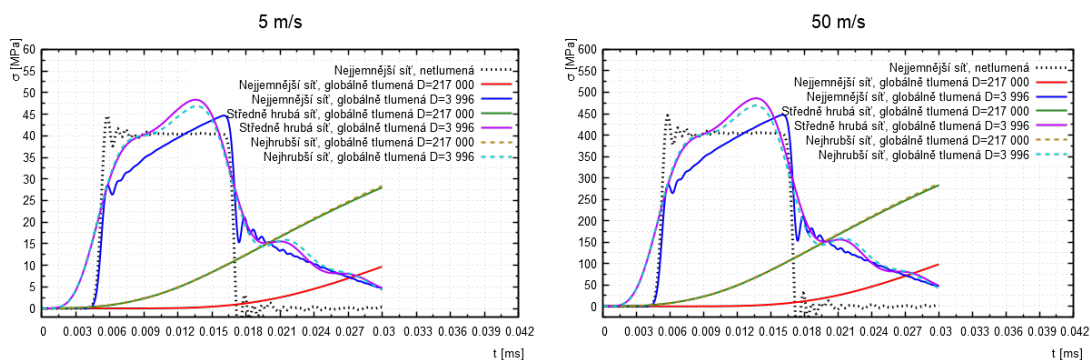 5 m/s
σ [MPa]
60
55
50
45
40
35
30
25
20
15
10
5
0
Nejjemnější síť, netlumená
Nejjemnější síť, globálně tlumená D=217 000
Nejjemnější síť, globálně tlumená D=3 996
Středně hrubá síť, globálně tlumená D=217 000
Středně hrubá síť, globálně tlumená D=3 996
Nejhrubší síť, globálně tlumená D=217 000
Nejhrubší síť, globálně tlumená D=3 996
0 0.003 0.006 0.009 0.012 0.015 0.018 0.021 0.024 0.027 0.03 0.033 0.036 0.039 0.042
t [ms]
50 m/s
σ [MPa]
500
450
400
350
300
250
200
150
100
50
0
Nejjemnější síť, netlumená
Nejjemnější síť, globálně tlumená D=217 000
Nejjemnější síť, globálně tlumená D=3 996
Středně hrubá síť, globálně tlumená D=217 000
Středně hrubá síť, globálně tlumená D=3 996
Nejhrubší síť, globálně tlumená D=217 000
Nejhrubší síť, globálně tlumená D=3 996
0 0.003 0.006 0.009 0.012 0.015 0.018 0.021 0.024 0.027 0.03 0.033 0.036 0.039 0.042
t [ms]